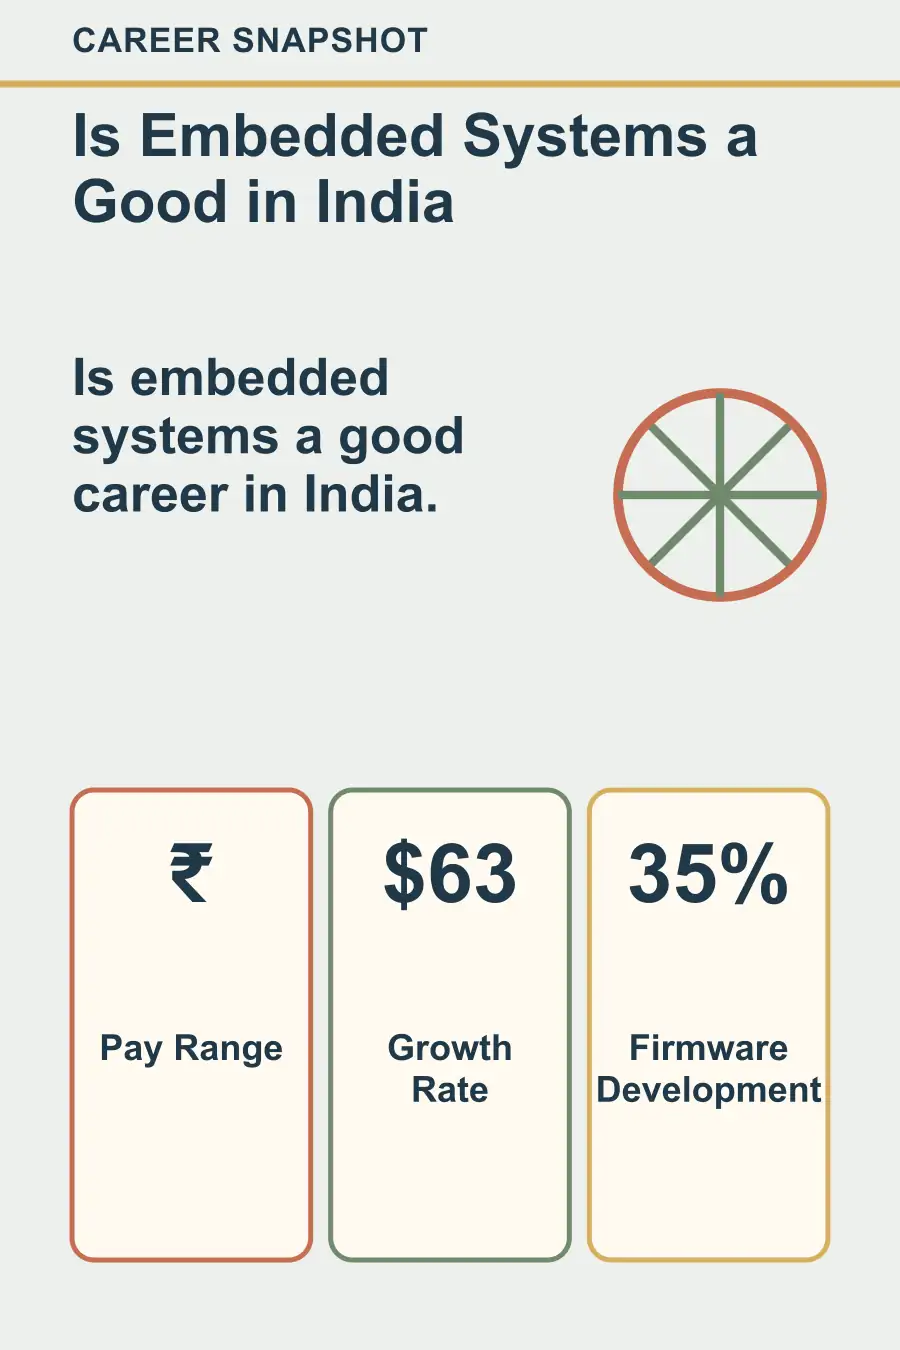 CAREER SNAPSHOT
Is Embedded Systems a
Good in India
Is embedded
systems a good
career in India.
₹
Pay Range
$63
Growth
Rate
35%
Firmware
Development